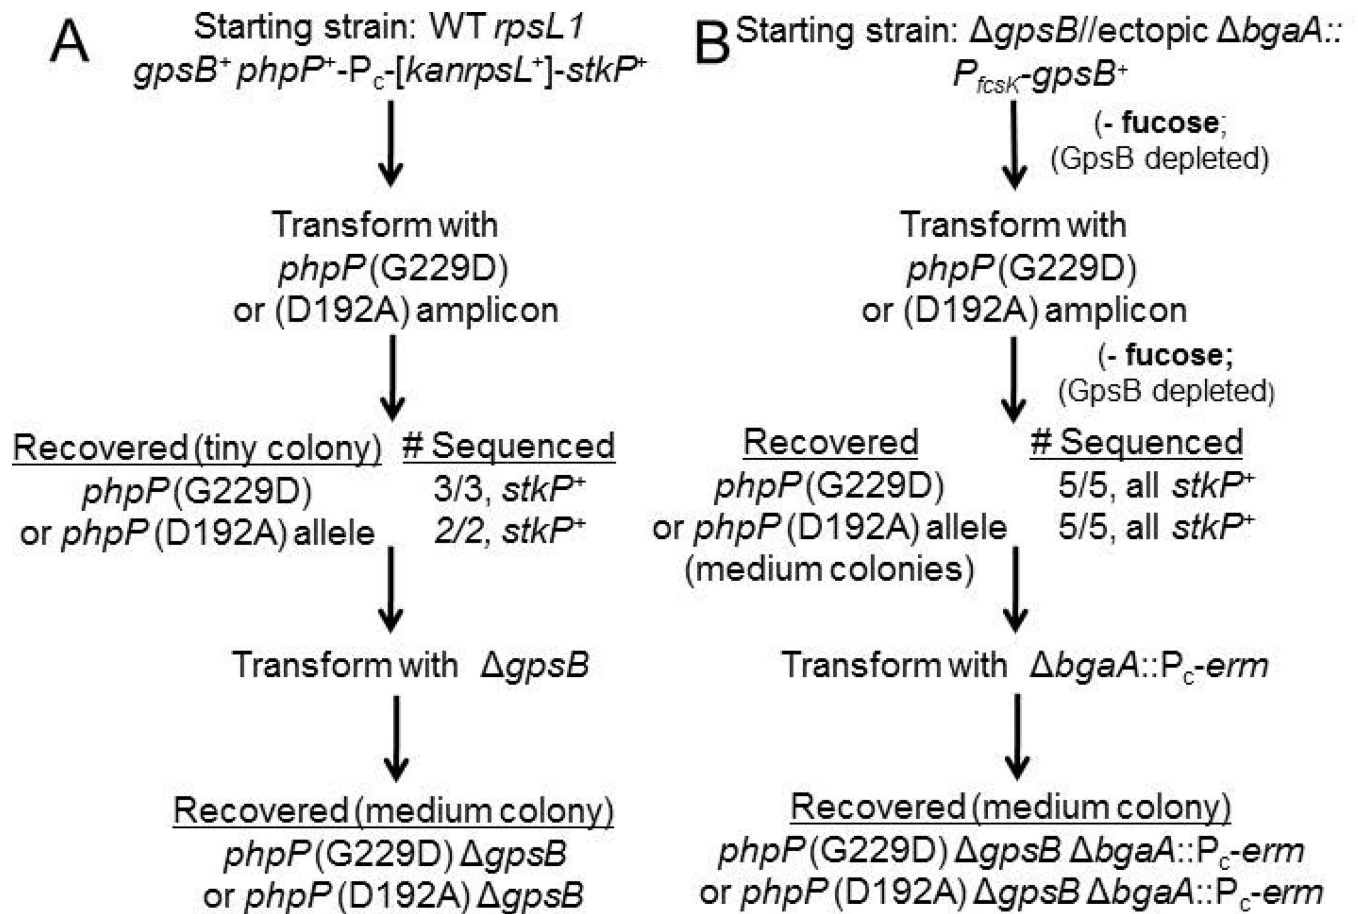 A
Starting strain: WT rpsL1
gpsB⁺ phpP⁺-Pc-[kanrpsL⁺]-stkP⁺
Transform with
phpP(G229D)
or (D192A) amplicon
Recovered (tiny colony) # Sequenced
phpP(G229D) 3/3, stkP⁺
or phpP(D192A) allele 2/2, stkP⁺
Transform with ΔgpsB
Recovered (medium colony)
phpP(G229D) ΔgpsB
or phpP(D192A) ΔgpsB
B
Starting strain: ΔgpsB//ectopic ΔbgaA::
PfcsK-gpsB⁺
(- fucose;
(GpsB depleted)
Transform with
phpP(G229D)
or (D192A) amplicon
(- fucose;
(GpsB depleted)
Recovered # Sequenced
phpP(G229D) 5/5, all stkP⁺
or phpP(D192A) allele 5/5, all stkP⁺
(medium colonies)
Transform with ΔbgaA::Pc-erm
Recovered (medium colony)
phpP(G229D) ΔgpsB ΔbgaA::Pc-erm
or phpP(D192A) ΔgpsB ΔbgaA::Pc-erm